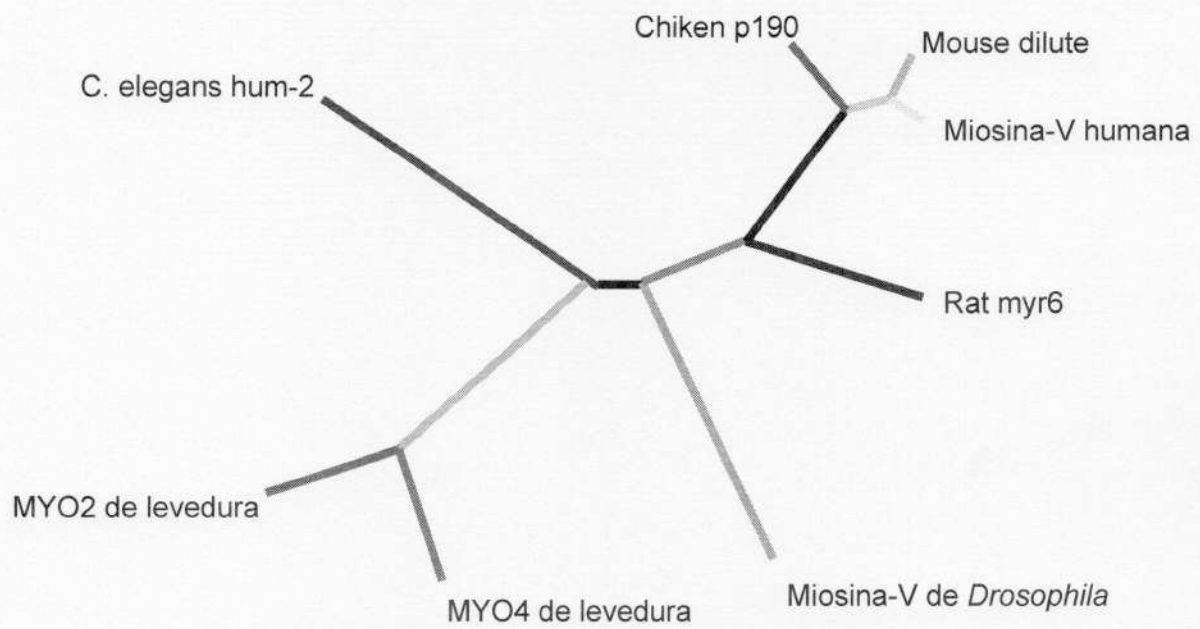 Chiken p190
Mouse dilute
C. elegans hum-2
Miosina-V humana
Rat myr6
MYO2 de levedura
Miosina-V de Drosophila
MYO4 de levedura